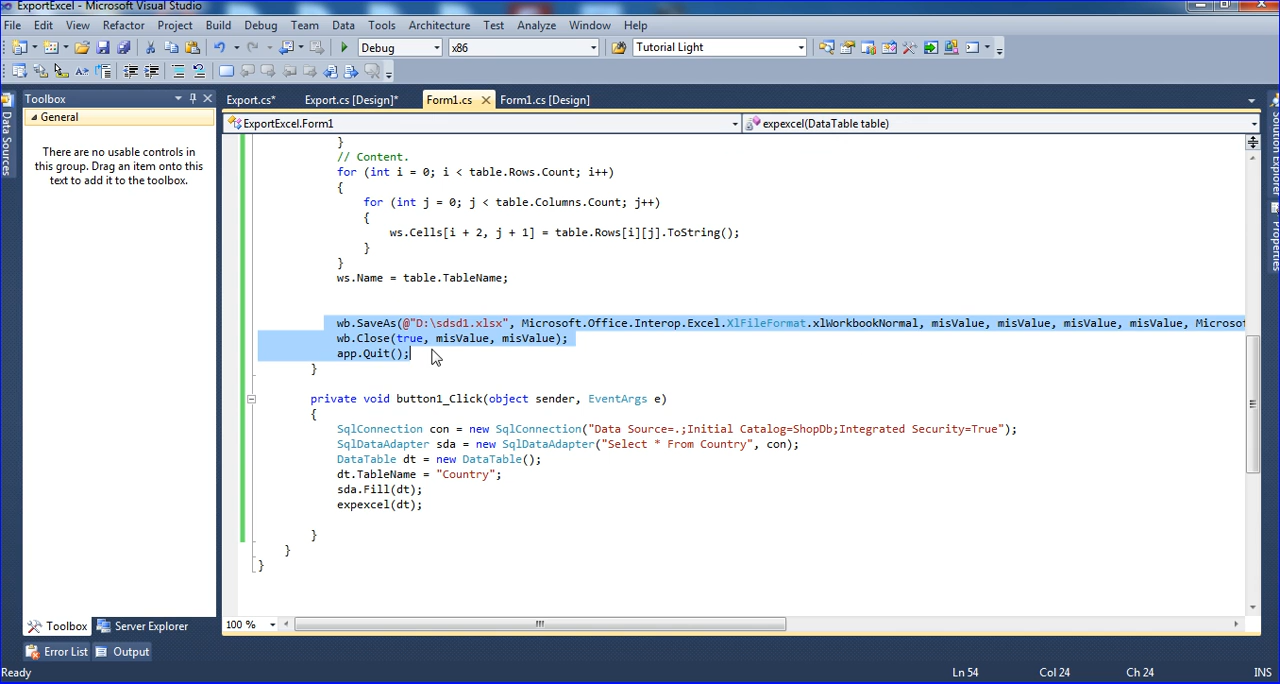 ExportExcel - Microsoft Visual Studio
File Edit View Refactor Project Build Debug Team Data Tools Architecture Test Analyze Window Help
Debug x86 Tutorial Light
Toolbox Export.cs* Export.cs [Design]* Form1.cs Form1.cs [Design]
General ExportExcel.Form1 expexcel(DataTable table)
Data Sources
There are no usable controls in
this group. Drag an item onto this
text to add it to the toolbox.
}
// Content.
for (int i = 0; i < table.Rows.Count; i++)
{
for (int j = 0; j < table.Columns.Count; j++)
{
ws.Cells[i + 2, j + 1] = table.Rows[i][j].ToString();
}
}
ws.Name = table.TableName;
wb.SaveAs(@"D:\sdsd1.xlsx", Microsoft.Office.Interop.Excel.XlFileFormat.xlWorkbookNormal, misValue, misValue, misValue, misValue, Microsof
wb.Close(true, misValue, misValue);
app.Quit();
}
private void button1_Click(object sender, EventArgs e)
{
SqlConnection con = new SqlConnection("Data Source=.;Initial Catalog=ShopDb;Integrated Security=True");
SqlDataAdapter sda = new SqlDataAdapter("Select * From Country", con);
DataTable dt = new DataTable();
dt.TableName = "Country";
sda.Fill(dt);
expexcel(dt);
}
}
}
Solution Explorer
Properties
Toolbox Server Explorer 100 %
Error List Output
Ready Ln 54 Col 24 Ch 24 INS